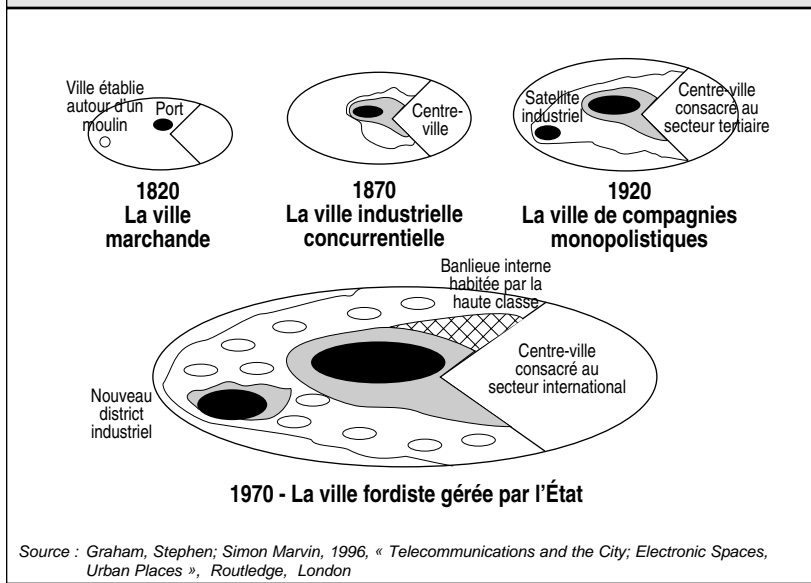 Ville établie
autour d'un
moulin
Port
1820
La ville
marchande
Centre-
ville
1870
La ville industrielle
concurrentielle
Satellite
industriel
Centre-ville
consacré au
secteur tertiaire
1920
La ville de compagnies
monopolistiques
Banlieue interne
habitée par la
haute classe
Centre-ville
consacré au
secteur international
Nouveau
district
industriel
1970 - La ville fordiste gérée par l'État
Source : Graham, Stephen; Simon Marvin, 1996, « Telecommunications and the City; Electronic Spaces,
Urban Places », Routledge, London